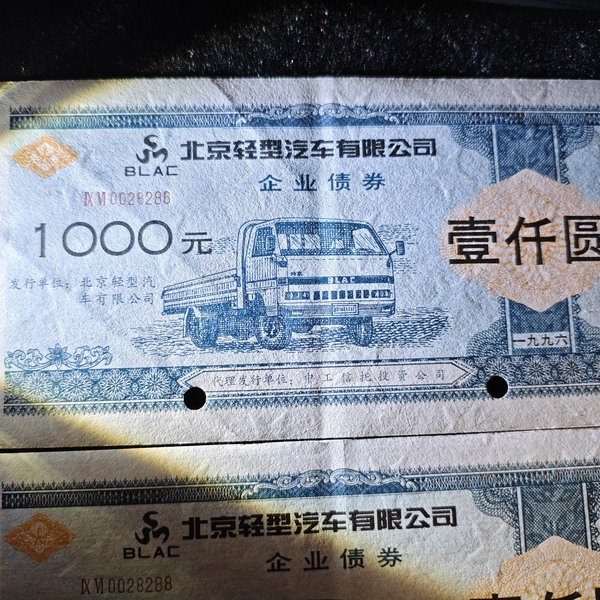 BLAC
北京轻型汽车有限公司
企业债券
ⅨⅥ0028286
1000元
壹仟圆
发行单位：北京轻型汽
车有限公司
BLAC
一九九六
代理发行单位：中工信托投资公司
BLAC
北京轻型汽车有限公司
企业债券
ⅨⅥ0028288